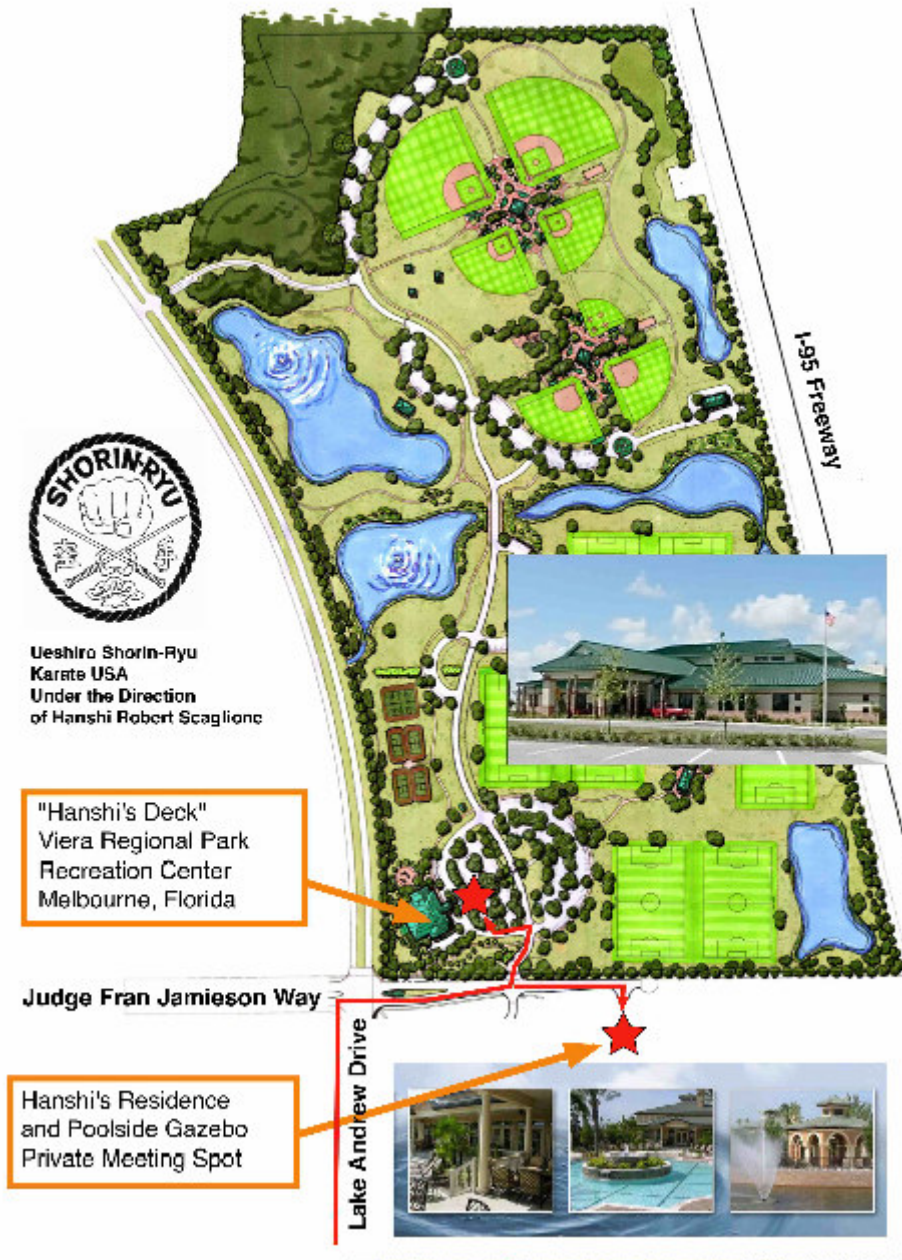 I-95 Freeway
SHORIN-RYU
Ueshiro Shorin-Ryu
Karate USA
Under the Direction
of Hanshi Robert Scaglione
"Hanshi's Deck"
Viera Regional Park
Recreation Center
Melbourne, Florida
Judge Fran Jamieson Way
Lake Andrew Drive
Hanshi's Residence
and Poolside Gazebo
Private Meeting Spot